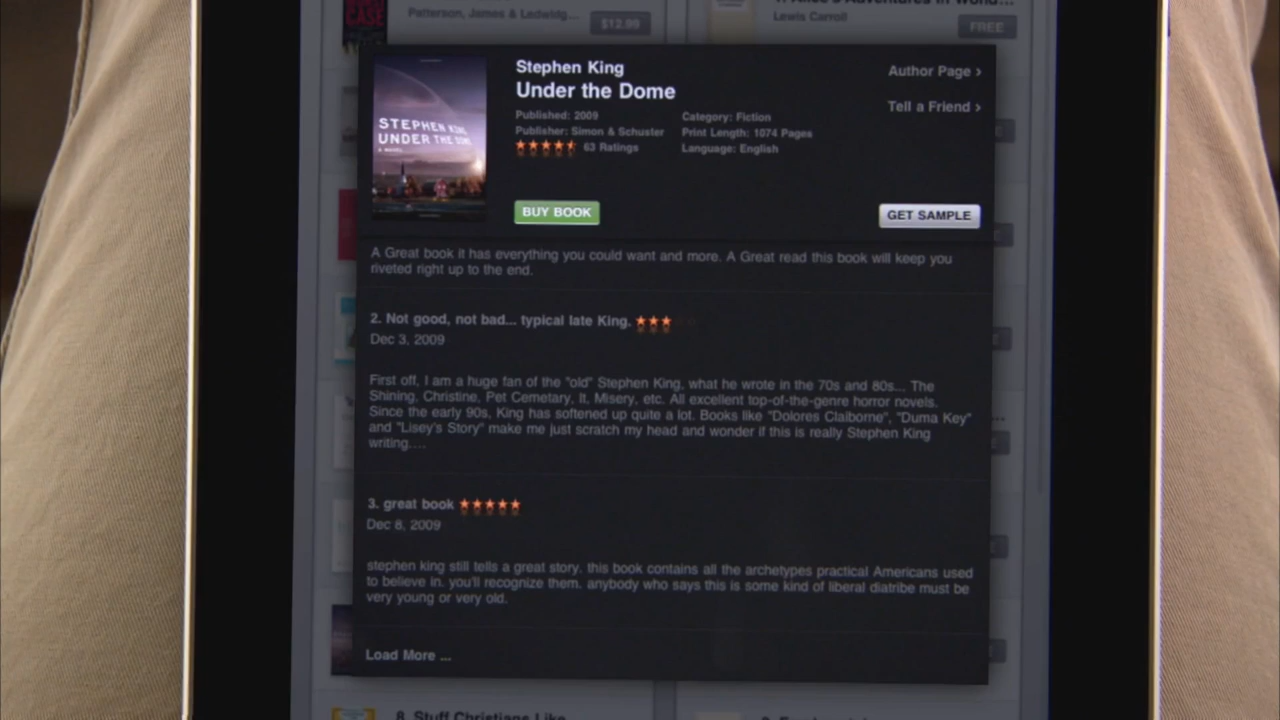 CASE
Patterson, James & Ledwidg...
$12.99
Lewis Carroll
FREE
STEPHEN KING
UNDER THE DOME
A NOVEL
Stephen King
Under the Dome
Published: 2009
Publisher: Simon & Schuster
63 Ratings
Category: Fiction
Print Length: 1074 Pages
Language: English
Author Page ›
Tell a Friend ›
BUY BOOK
GET SAMPLE
A Great book it has everything you could want and more. A Great read this book will keep you
riveted right up to the end.
2. Not good, not bad... typical late King.
Dec 3, 2009
First off, I am a huge fan of the "old" Stephen King, what he wrote in the 70s and 80s... The
Shining, Christine, Pet Cemetary, It, Misery, etc. All excellent top-of-the-genre horror novels.
Since the early 90s, King has softened up quite a lot. Books like "Dolores Claiborne", "Duma Key"
and "Lisey's Story" make me just scratch my head and wonder if this is really Stephen King
writing....
3. great book
Dec 8, 2009
stephen king still tells a great story. this book contains all the archetypes practical Americans used
to believe in. you'll recognize them. anybody who says this is some kind of liberal diatribe must be
very young or very old.
Load More ...
8. Stuff Christians Like